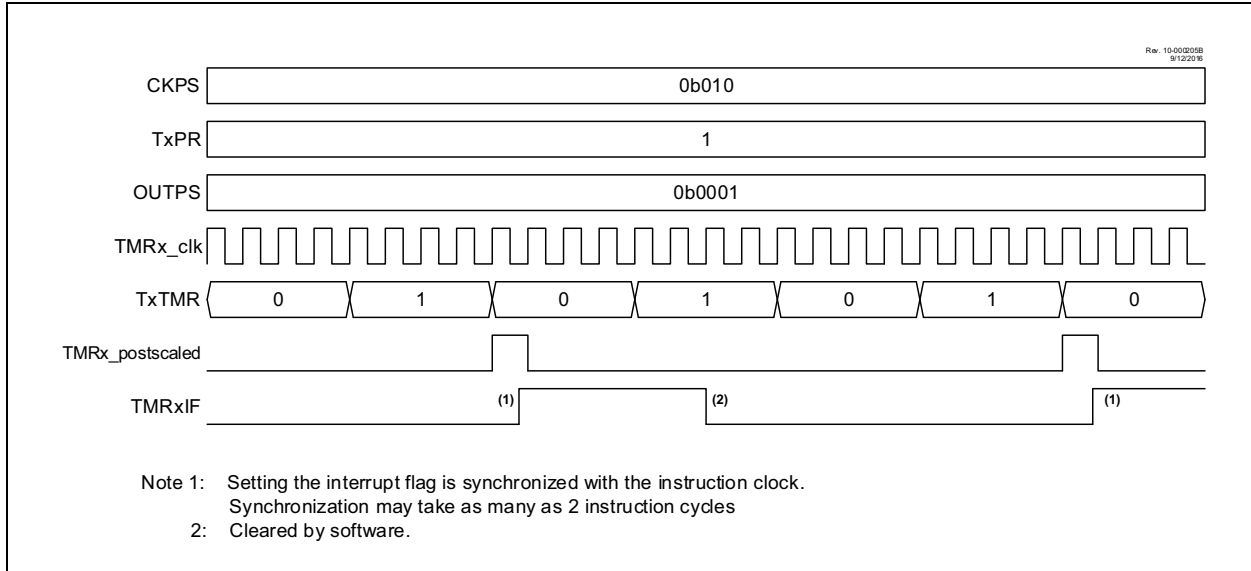 Rev. 10-000205B
9/12/2016
CKPS 0b010
TxPR 1
OUTPS 0b0001
TMRx_clk
TxTMR 0 1 0 1 0 1 0
TMRx_postscaled
TMRxIF (1) (2) (1)
Note 1: Setting the interrupt flag is synchronized with the instruction clock.
Synchronization may take as many as 2 instruction cycles
2: Cleared by software.